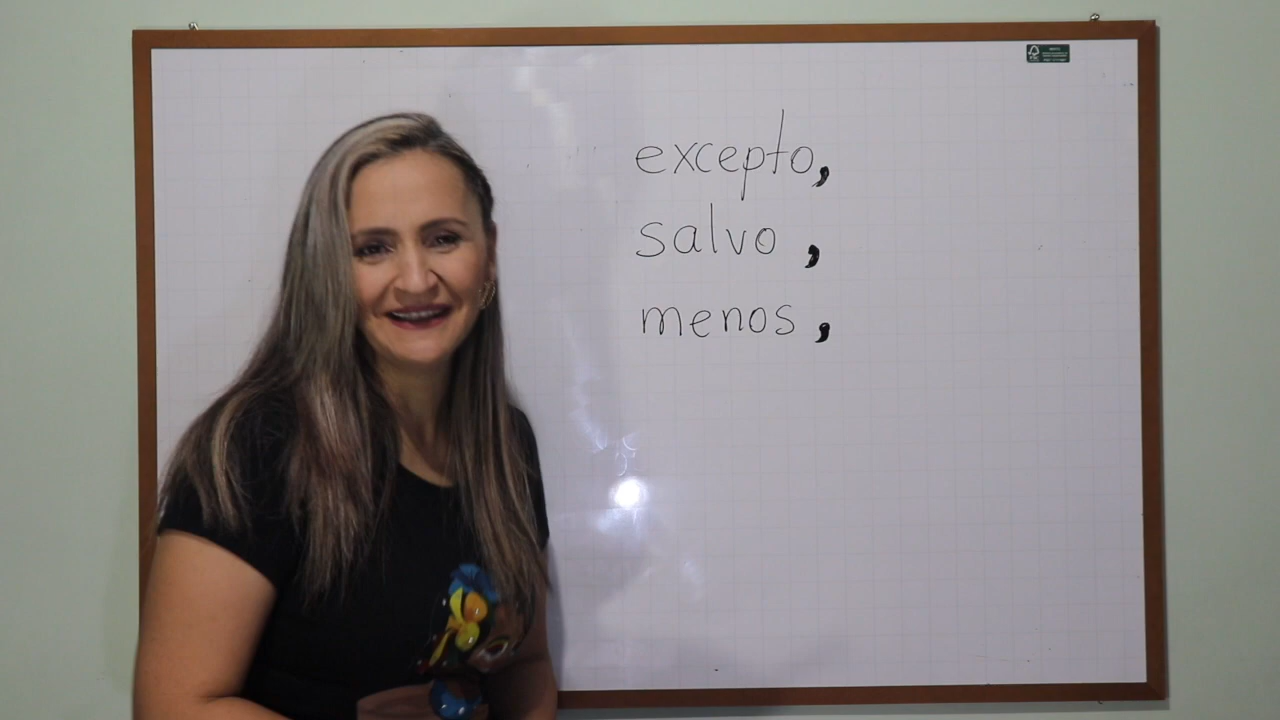 excepto,
salvo ,
menos ,